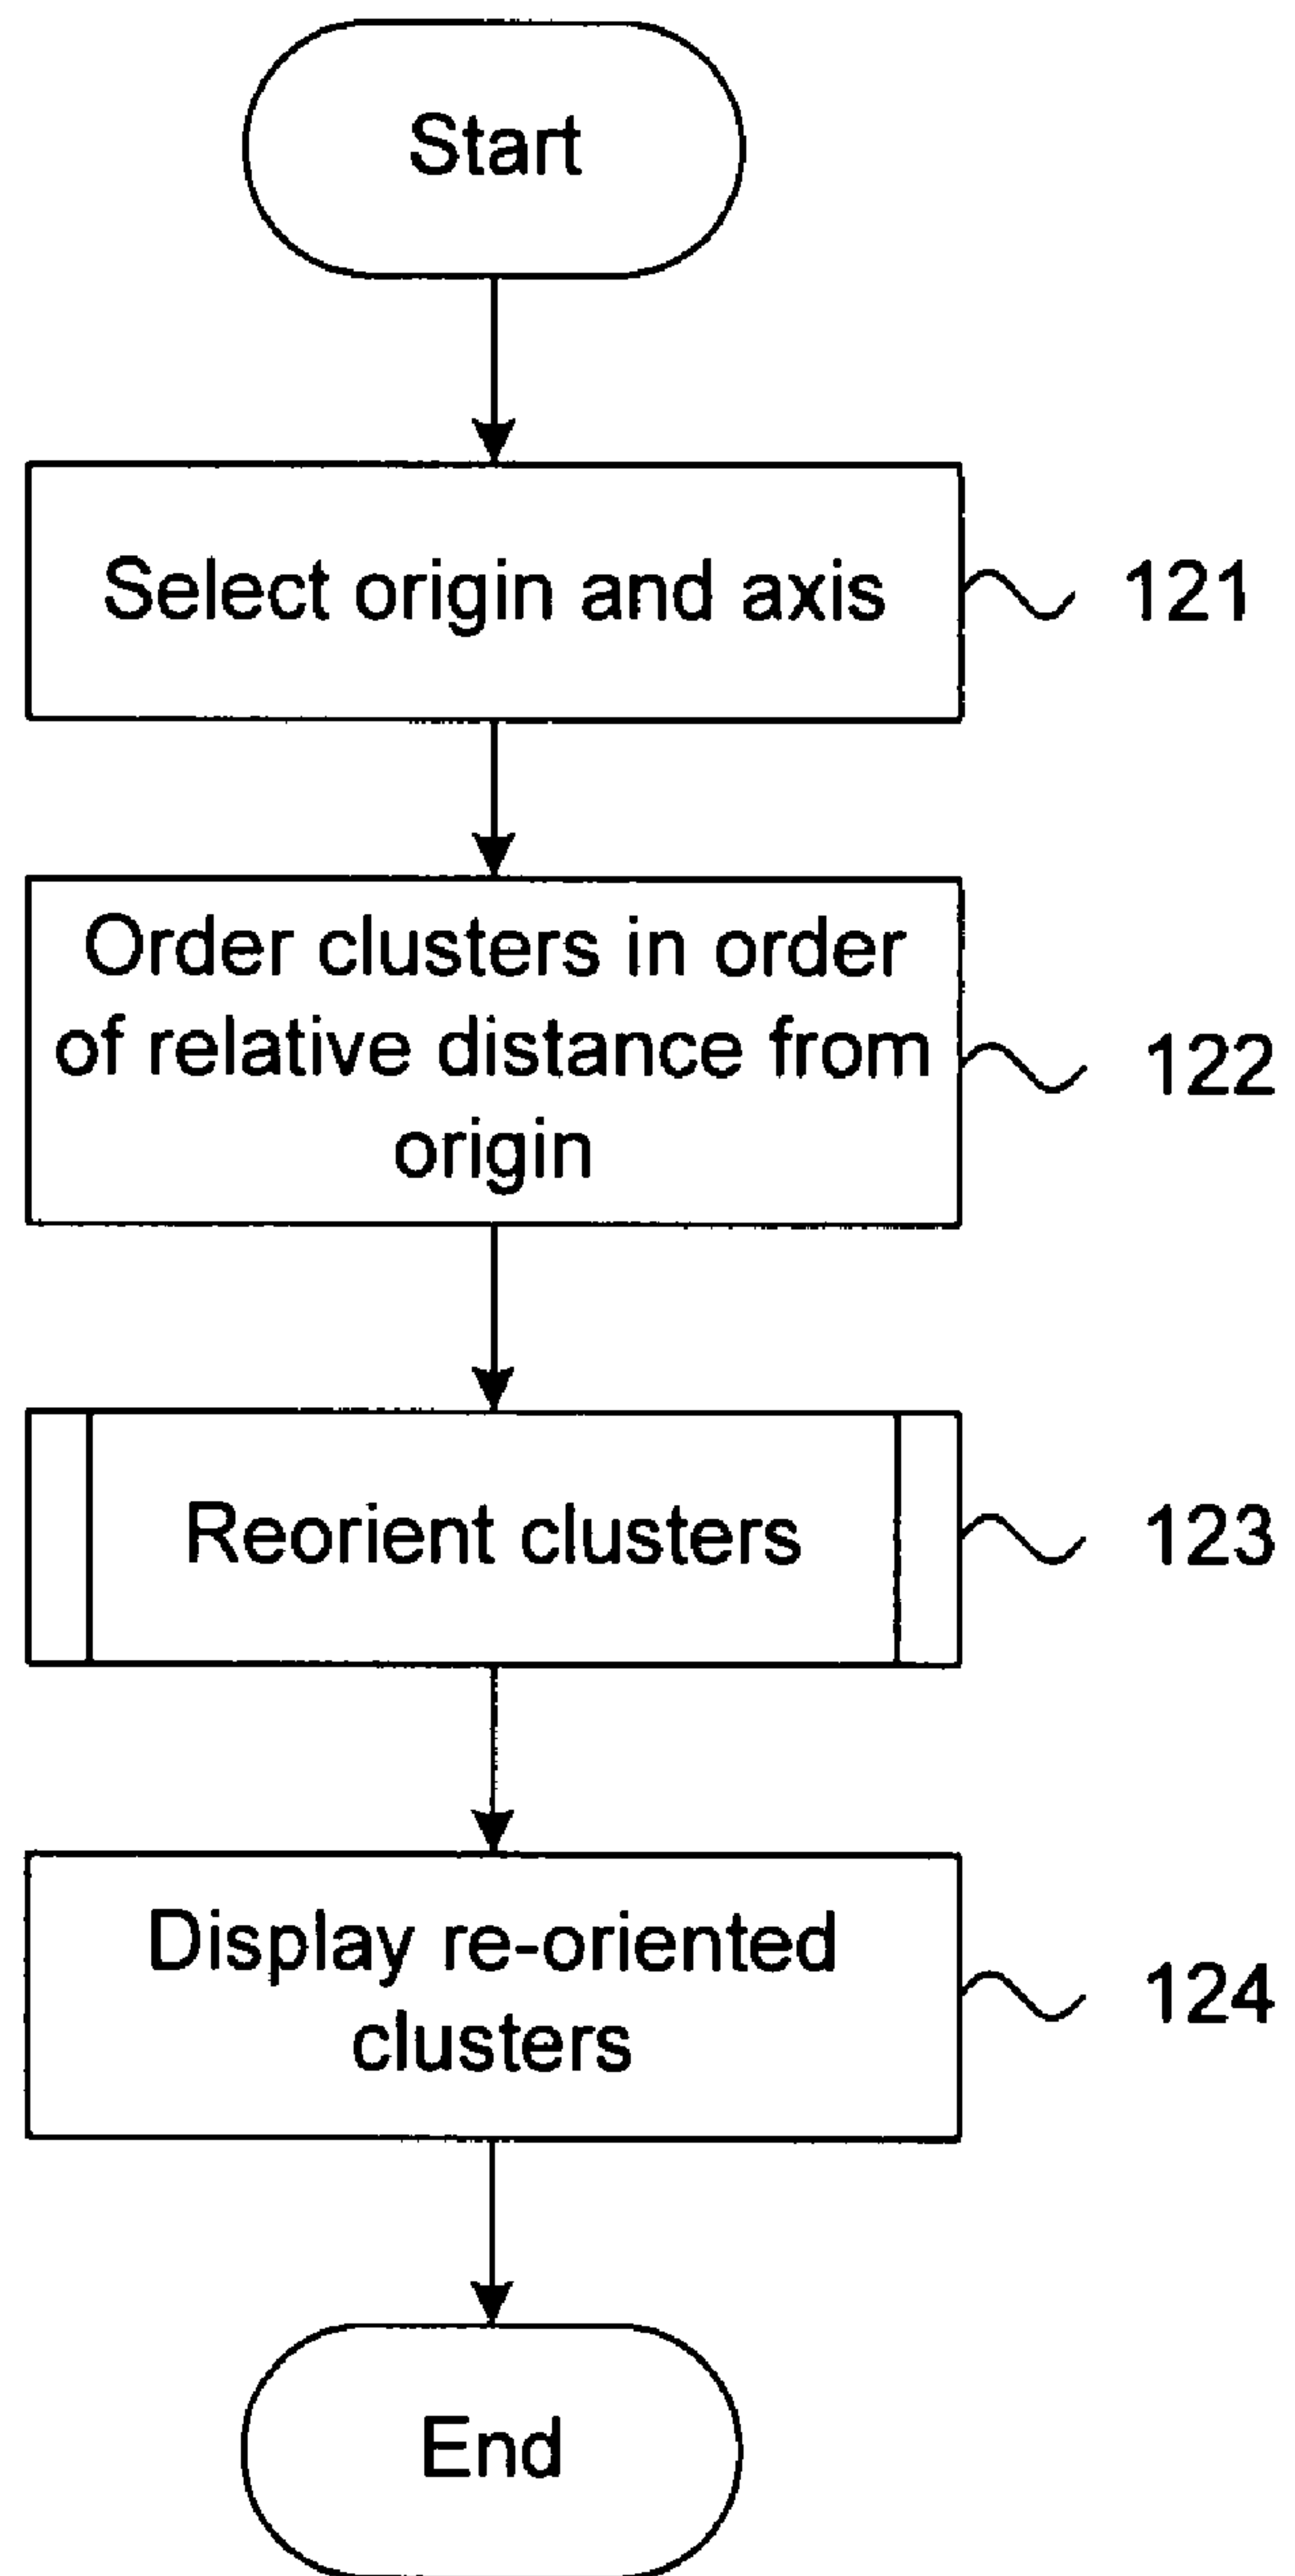 Start
Select origin and axis
121
Order clusters in order
of relative distance from
origin
122
Reorient clusters
123
Display re-oriented
clusters
124
End